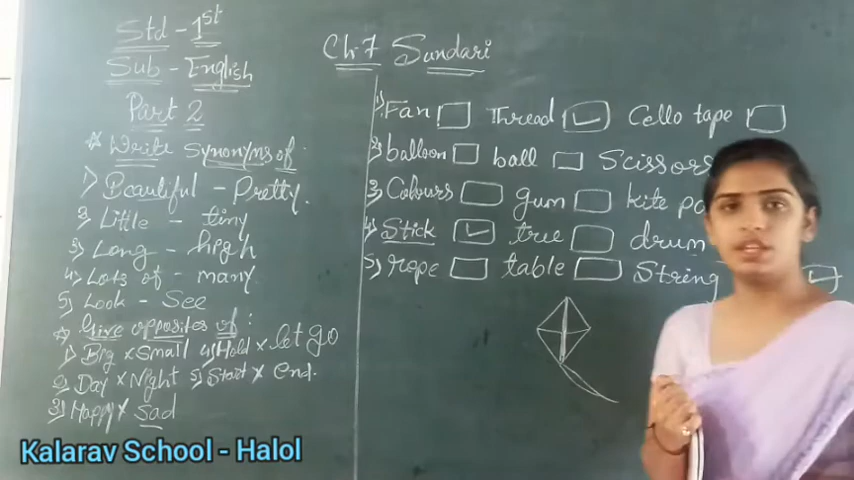 Std - 1st
Sub - English
Part 2
* Write synonyms of.
1) Beautiful - Pretty.
2) Little - tiny
3) Long - high
4) Lots of - many
5) Look - See
* Give opposites of :
1) Big × Small 4) Hold × let go
2) Day × Night 5) Start × End.
3) Happy × Sad
Ch-7 Sundari
1) Fan Thread ✓ Cello tape
2) balloon ball Scissors
3) Colours gum kite
4) Stick ✓ true drum
5) rope table String ✓
Kalarav School - Halol